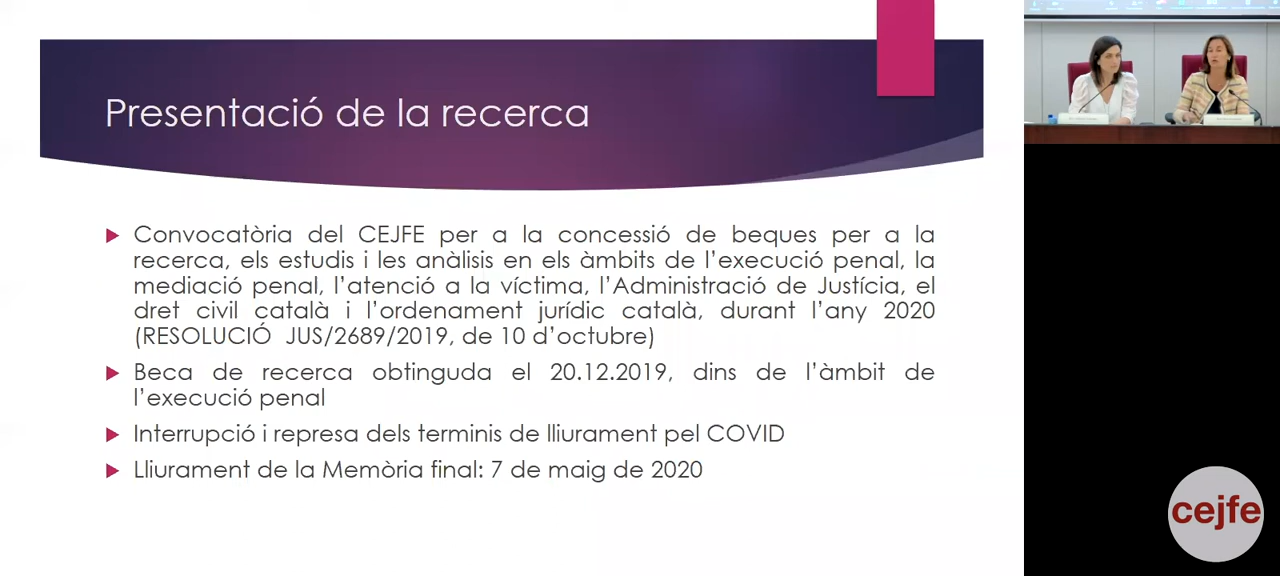 Presentació de la recerca
Convocatòria del CEJFE per a la concessió de beques per a la
recerca, els estudis i les anàlisis en els àmbits de l'execució penal, la
mediació penal, l'atenció a la víctima, l'Administració de Justícia, el
dret civil català i l'ordenament jurídic català, durant l'any 2020
(RESOLUCIÓ JUS/2689/2019, de 10 d'octubre)
Beca de recerca obtinguda el 20.12.2019, dins de l'àmbit de
l'execució penal
Interrupció i represa dels terminis de lliurament pel COVID
Lliurament de la Memòria final: 7 de maig de 2020
cejfe